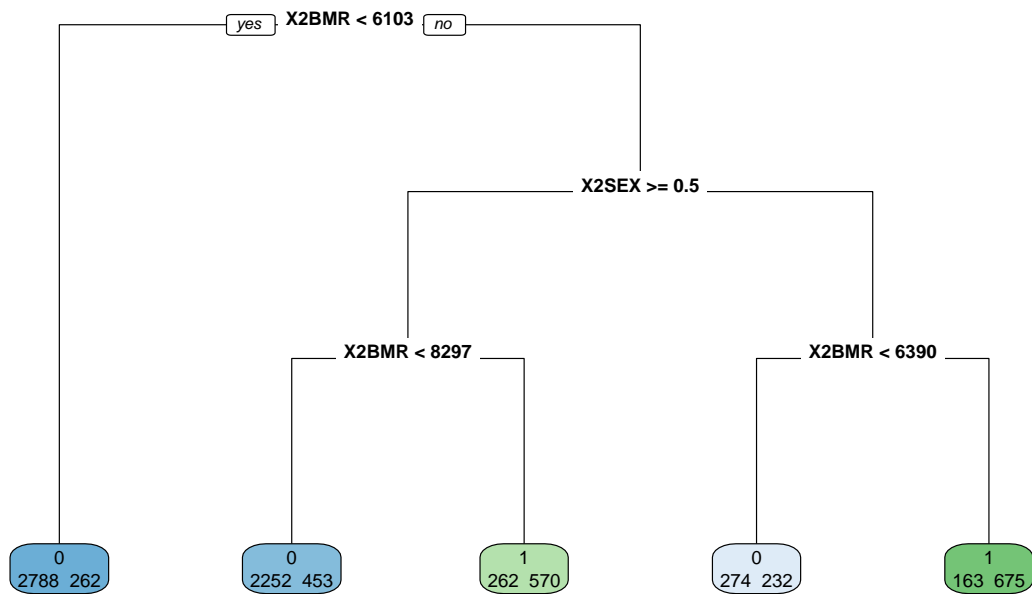 yes X2BMR < 6103 no
X2SEX >= 0.5
X2BMR < 8297 X2BMR < 6390
0 0 1 0 1
2788 262 2252 453 262 570 274 232 163 675